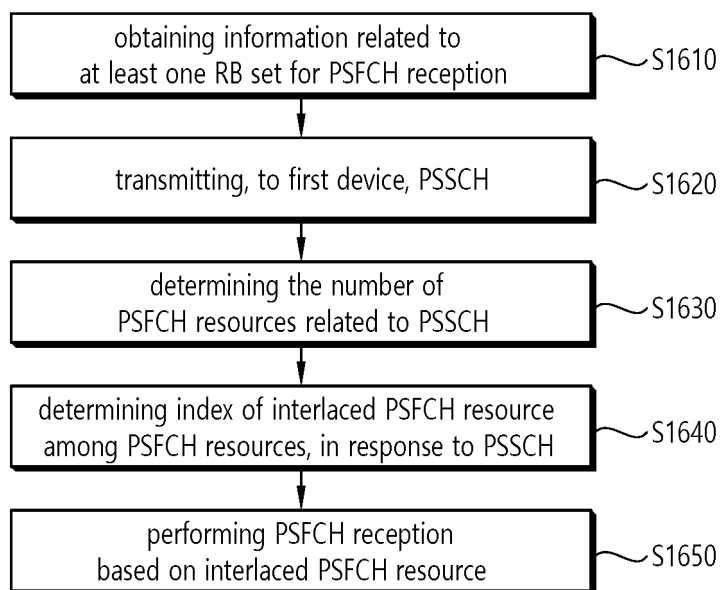 obtaining information related to
at least one RB set for PSFCH reception
S1610
transmitting, to first device, PSSCH
S1620
determining the number of
PSFCH resources related to PSSCH
S1630
determining index of interlaced PSFCH resource
among PSFCH resources, in response to PSSCH
S1640
performing PSFCH reception
based on interlaced PSFCH resource
S1650